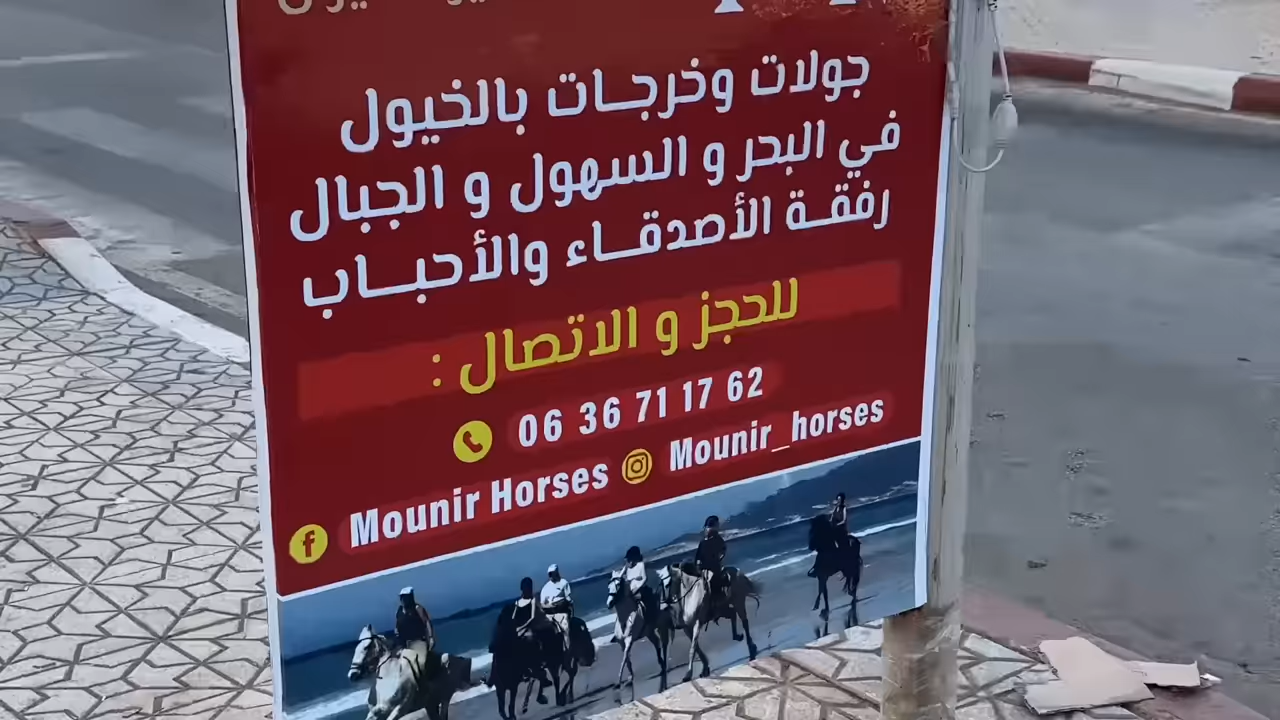 جولات وخرجات بالخيول
في البحر و السهول و الجبال
رفقة الأصدقاء والأحباب
للحجز و الاتصال :
06 36 71 17 62
Mounir Horses Mounir_horses